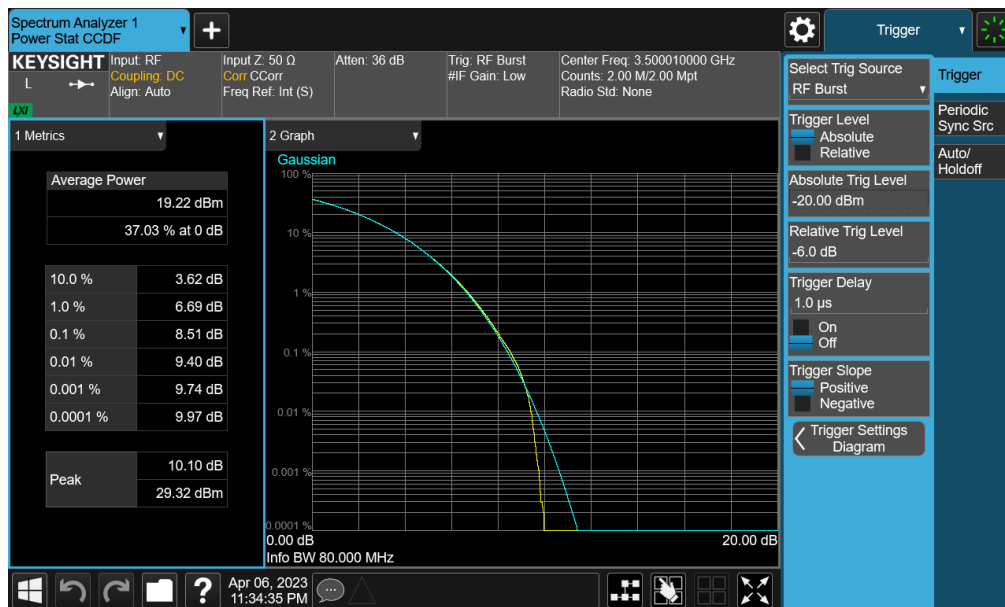 Spectrum Analyzer 1
Power Stat CCDF
+
Trigger
KEYSIGHT
L
LXI
Input: RF
Coupling: DC
Align: Auto
Input Z: 50 Ω
Corr CCorr
Freq Ref: Int (S)
Atten: 36 dB
Trig: RF Burst
#IF Gain: Low
Center Freq: 3.500010000 GHz
Counts: 2.00 M/2.00 Mpt
Radio Std: None
1 Metrics
Average Power
19.22 dBm
37.03 % at 0 dB
10.0 % 3.62 dB
1.0 % 6.69 dB
0.1 % 8.51 dB
0.01 % 9.40 dB
0.001 % 9.74 dB
0.0001 % 9.97 dB
Peak
10.10 dB
29.32 dBm
2 Graph
Gaussian
100 %
10 %
1 %
0.1 %
0.01 %
0.001 %
0.0001 %
0.00 dB 20.00 dB
Info BW 80.000 MHz
Select Trig Source
RF Burst
Trigger Level
Absolute
Relative
Absolute Trig Level
-20.00 dBm
Relative Trig Level
-6.0 dB
Trigger Delay
1.0 µs
On
Off
Trigger Slope
Positive
Negative
Trigger Settings
Diagram
Trigger
Periodic
Sync Src
Auto/
Holdoff
?
Apr 06, 2023
11:34:35 PM